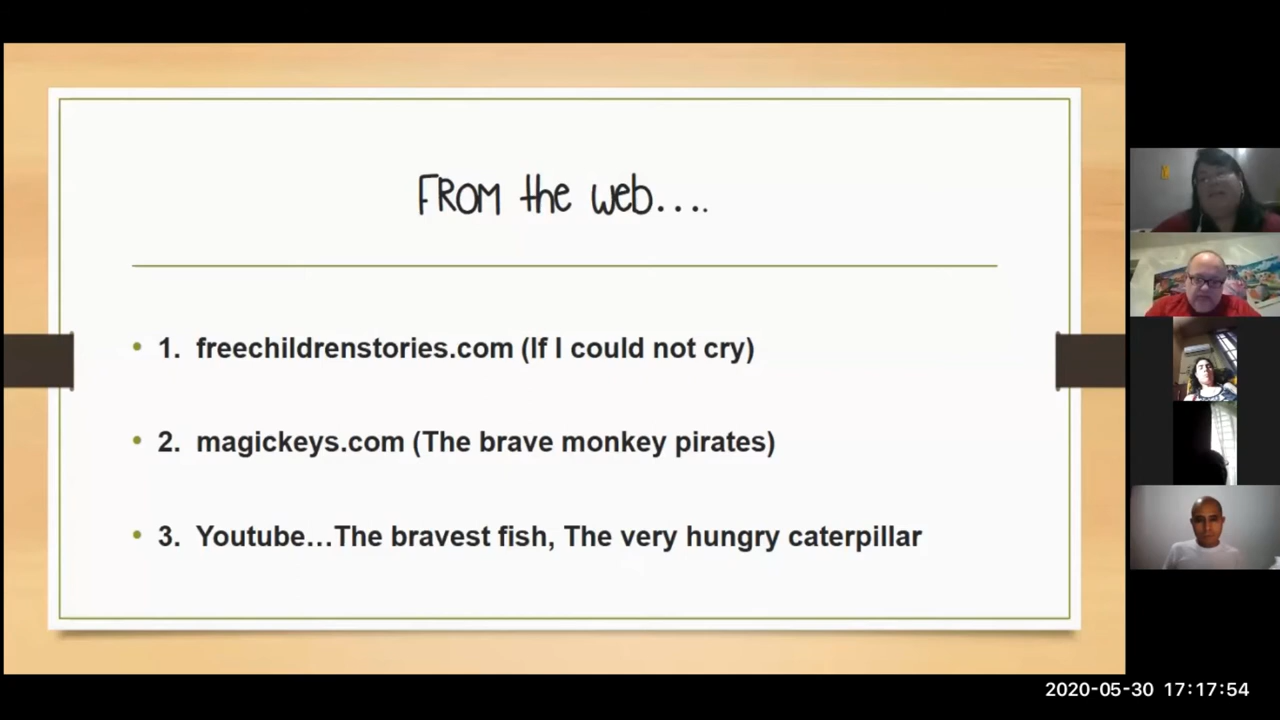 FROM the web....
• 1. freechildrenstories.com (If I could not cry)
• 2. magickeys.com (The brave monkey pirates)
• 3. Youtube…The bravest fish, The very hungry caterpillar
2020-05-30 17:17:54